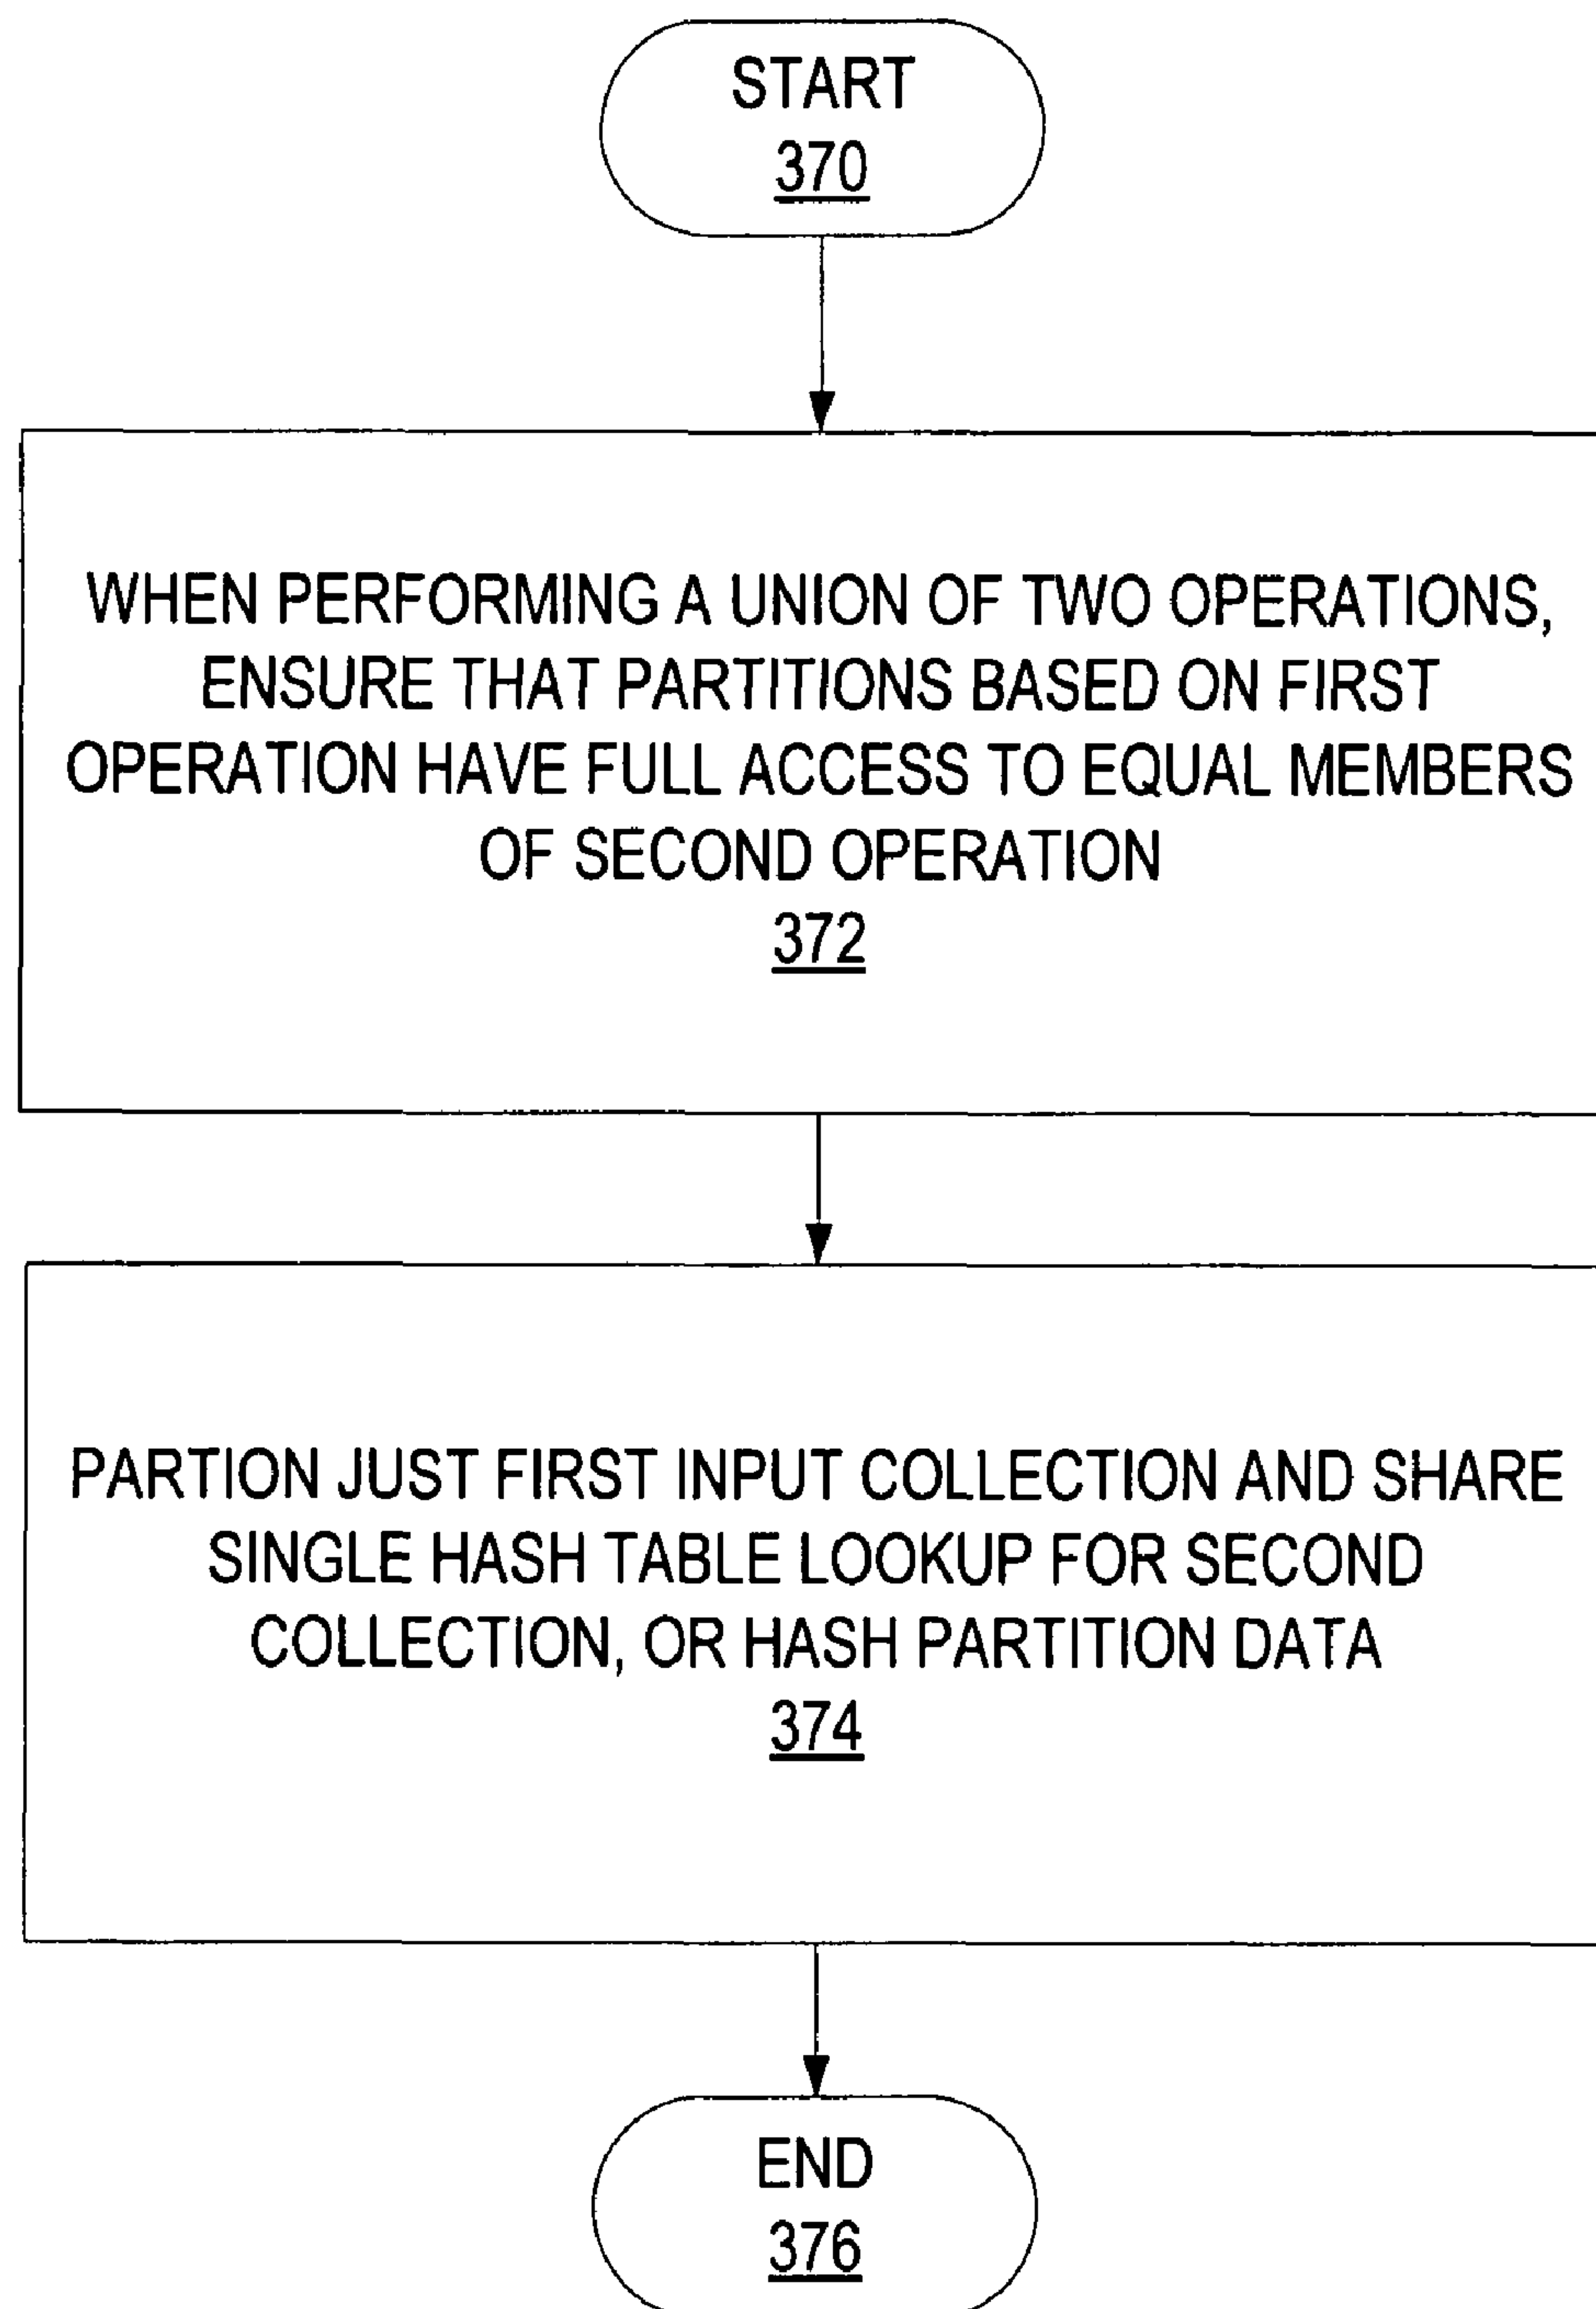 START
370
WHEN PERFORMING A UNION OF TWO OPERATIONS,
ENSURE THAT PARTITIONS BASED ON FIRST
OPERATION HAVE FULL ACCESS TO EQUAL MEMBERS
OF SECOND OPERATION
372
PARTION JUST FIRST INPUT COLLECTION AND SHARE
SINGLE HASH TABLE LOOKUP FOR SECOND
COLLECTION, OR HASH PARTITION DATA
374
END
376